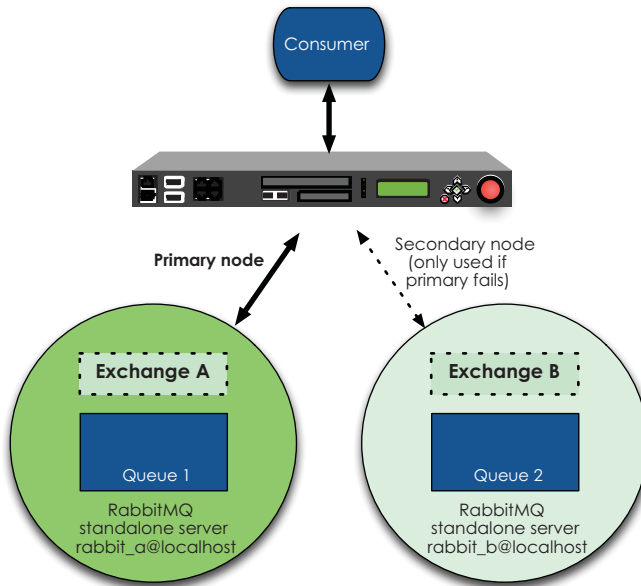 Consumer
Primary node
Secondary node
(only used if
primary fails)
Exchange A
Queue 1
RabbitMQ
standalone server
rabbit_a@localhost
Exchange B
Queue 2
RabbitMQ
standalone server
rabbit_b@localhost